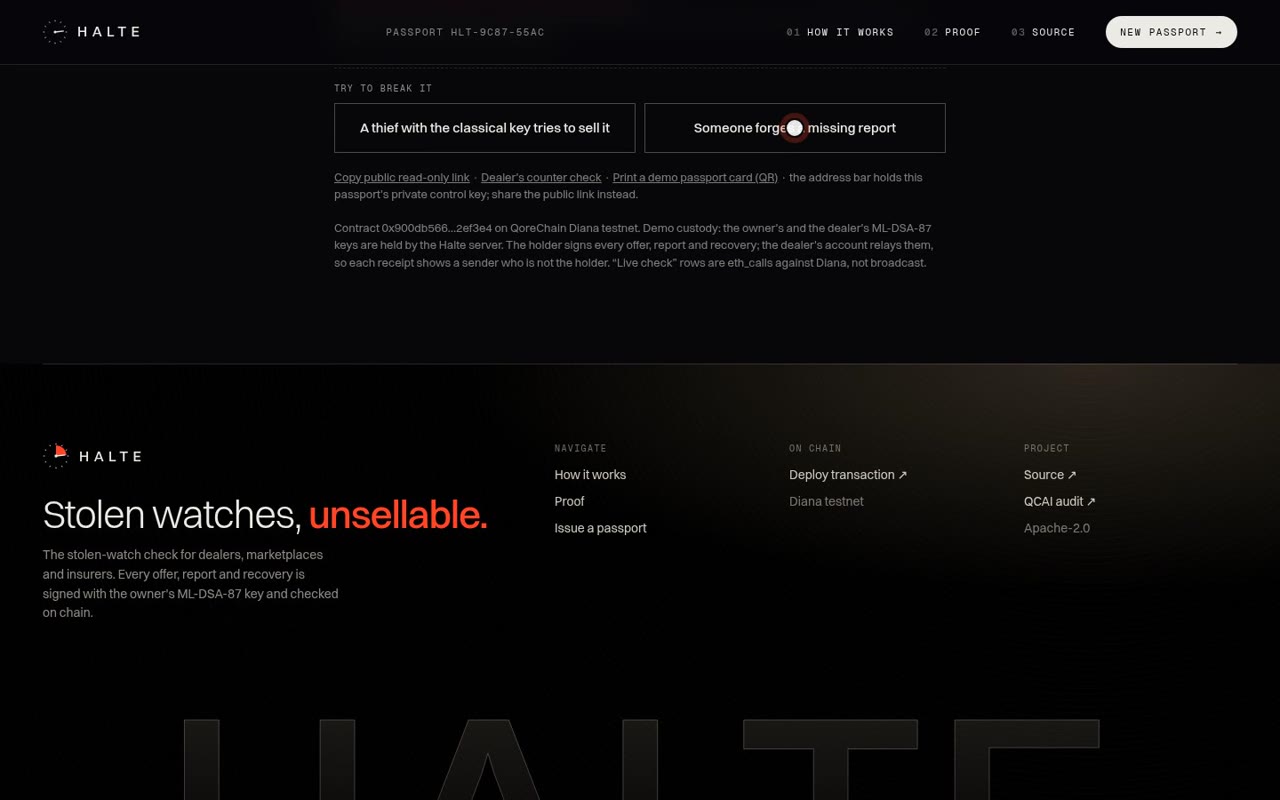 HALTE
PASSPORT HLT-9C87-55AC
01 HOW IT WORKS
02 PROOF
03 SOURCE
NEW PASSPORT →
TRY TO BREAK IT
A thief with the classical key tries to sell it
Someone missing report
Copy public read-only link · Dealer's counter check · Print a demo passport card (QR) · the address bar holds this
passport's private control key; share the public link instead.
Contract 0x900db566…2ef3e4 on QoreChain Diana testnet. Demo custody: the owner's and the dealer's ML-DSA-87
keys are held by the Halte server. The holder signs every offer, report and recovery; the dealer's account relays them,
so each receipt shows a sender who is not the holder. “Live check” rows are eth_calls against Diana, not broadcast.
HALTE
Stolen watches, unsellable.
The stolen-watch check for dealers, marketplaces
and insurers. Every offer, report and recovery is
signed with the owner's ML-DSA-87 key and checked
on chain.
NAVIGATE
How it works
Proof
Issue a passport
ON CHAIN
Deploy transaction ↗
Diana testnet
PROJECT
Source ↗
QCAI audit ↗
Apache-2.0
HALTE